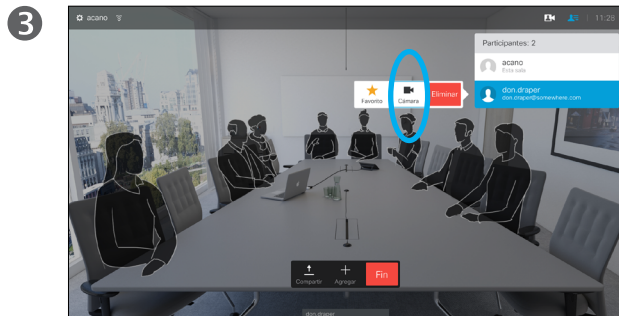 3
acano
11:26
Participantes: 2
acano
Esta sala
don.draper
don.draper@somewhere.com
Favorito
Cámara
Eliminar
Compartir
Agregar
Fin
don.draper